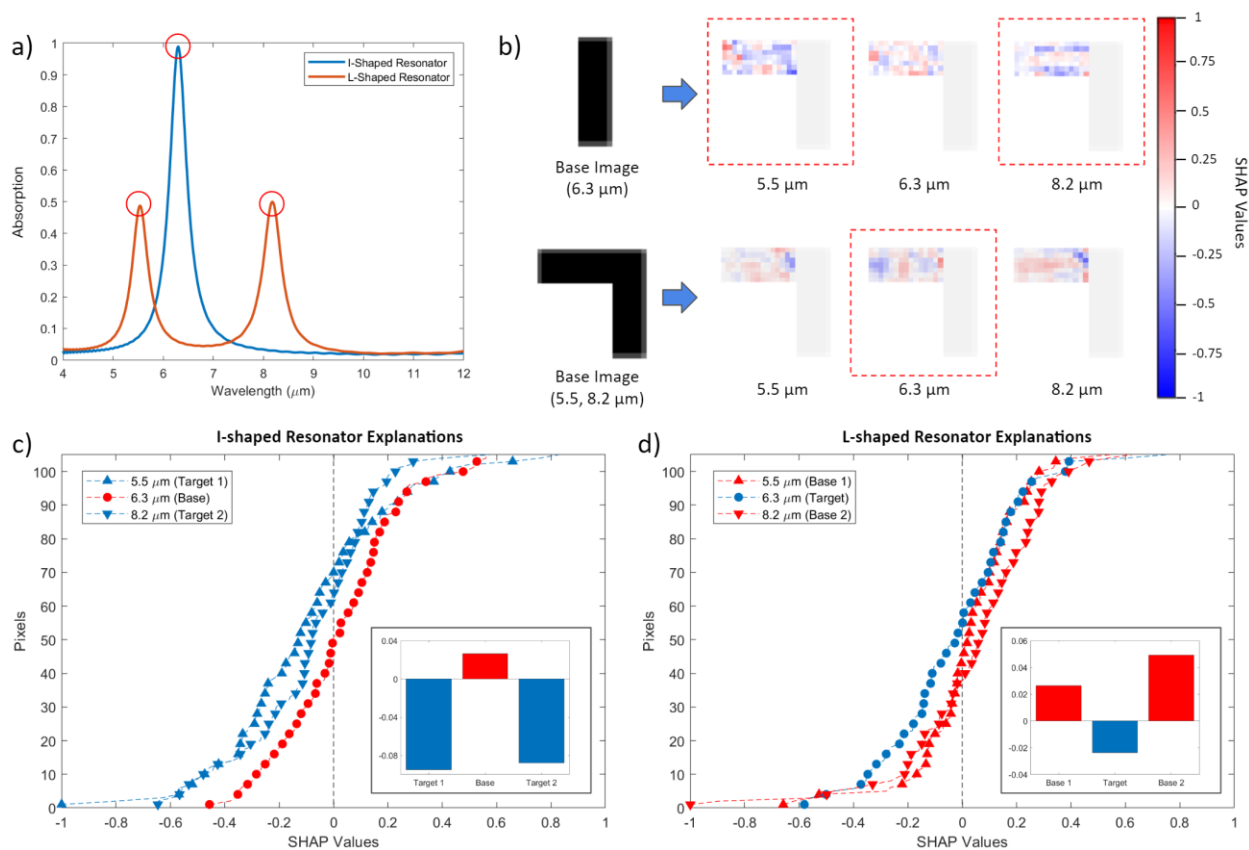 a)
1
0.9
0.8
0.7
0.6
0.5
0.4
0.3
0.2
0.1
0
Absorption
I-Shaped Resonator
L-Shaped Resonator
4 5 6 7 8 9 10 11 12
Wavelength (μm)
b)
Base Image
(6.3 μm)
5.5 μm 6.3 μm 8.2 μm
Base Image
(5.5, 8.2 μm)
5.5 μm 6.3 μm 8.2 μm
1
0.75
0.5
0.25
0
-0.25
-0.5
-0.75
-1
SHAP Values
c)
I-shaped Resonator Explanations
100
90
80
70
60
50
40
30
20
10
0
Pixels
5.5 μm (Target 1)
6.3 μm (Base)
8.2 μm (Target 2)
0.04
0
-0.04
-0.08
Target 1 Base Target 2
-1 -0.8 -0.6 -0.4 -0.2 0 0.2 0.4 0.6 0.8 1
SHAP Values
d)
L-shaped Resonator Explanations
100
90
80
70
60
50
40
30
20
10
0
Pixels
5.5 μm (Base 1)
6.3 μm (Target)
8.2 μm (Base 2)
0.06
0.04
0.02
0
-0.02
-0.04
Base 1 Target Base 2
-1 -0.8 -0.6 -0.4 -0.2 0 0.2 0.4 0.6 0.8 1
SHAP Values